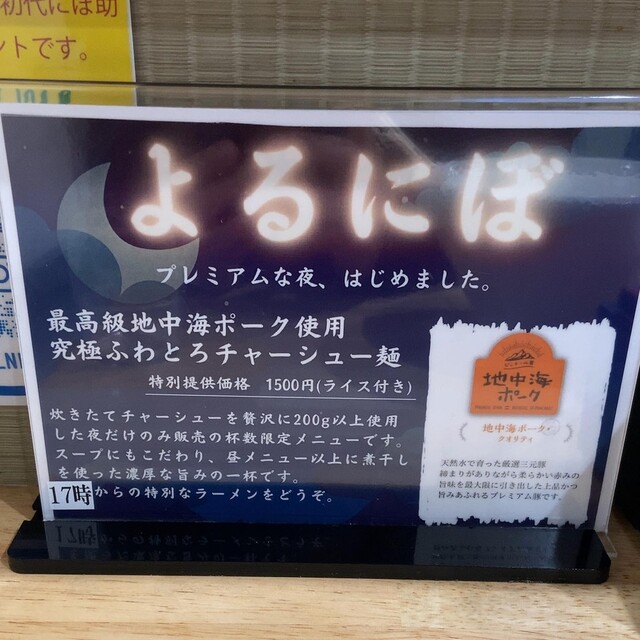 初代にぼ助
ントです。
よるにぼ
プレミアムな夜、はじめました。
最高級地中海ポーク使用
究極ふわとろチャーシュー麺
特別提供価格 1500円(ライス付き)
炊きたてチャーシューを贅沢に200g以上使用
した夜だけのみ販売の杯数限定メニューです。
スープにもこだわり、昼メニュー以上に煮干し
を使った濃厚な旨みの一杯です。
17時からの特別なラーメンをどうぞ。
地中海
ポーク
地中海ポーク・
クオリティ
天然水で育った厳選三元豚
締まりがありながら柔らかい赤みの
旨味を最大限に引き出した上品かつ
旨みあふれるプレミアム豚です。